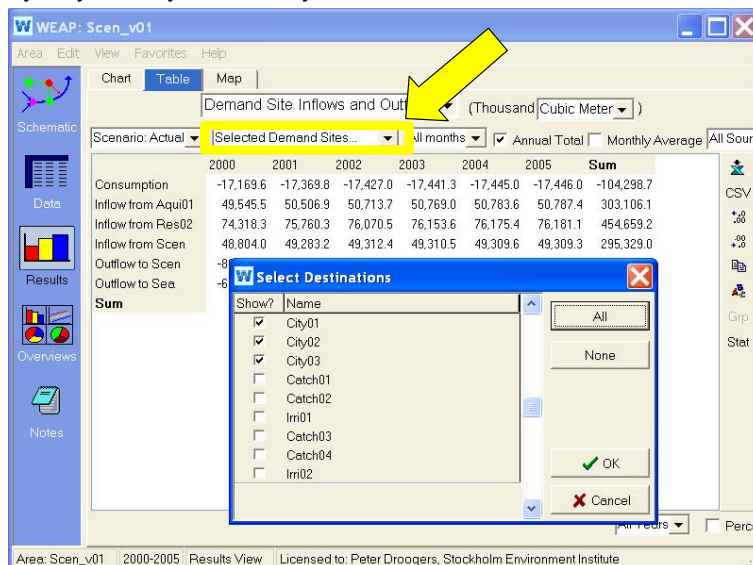 WEAP: Scen_v01
Area Edit View Favorites Help
Chart Table Map
Demand Site Inflows and (Thousand Cubic Meter)
Schematic
Scenario: Actual Selected Demand Sites... All months Annual Total Monthly Average All Sour
2000 2001 2002 2003 2004 2005 Sum
Consumption -17,169.6 -17,369.8 -17,427.0 -17,441.3 -17,445.0 -17,446.0 -104,298.7
Inflow from Aqui01 49,545.5 50,506.9 50,713.7 50,769.0 50,783.6 50,787.4 303,106.1
Inflow from Res02 74,318.3 75,760.3 76,070.5 76,153.6 76,175.4 76,181.1 454,659.2
Inflow from Scen 48,804.0 49,283.2 49,312.4 49,310.5 49,309.6 49,309.3 295,329.0
Outflow to Scen
Outflow to Sea -6
Sum
Data
Results
Overviews
Notes
CSV
Grp
Stat
Select Destinations
Show? Name
City01
City02
City03
Catch01
Catch02
Irri01
Catch03
Catch04
Irri02
All
None
OK
Cancel
All Years Perc
Area: Scen_v01 2000-2005 Results View Licensed to: Peter Droogers, Stockholm Environment Institute